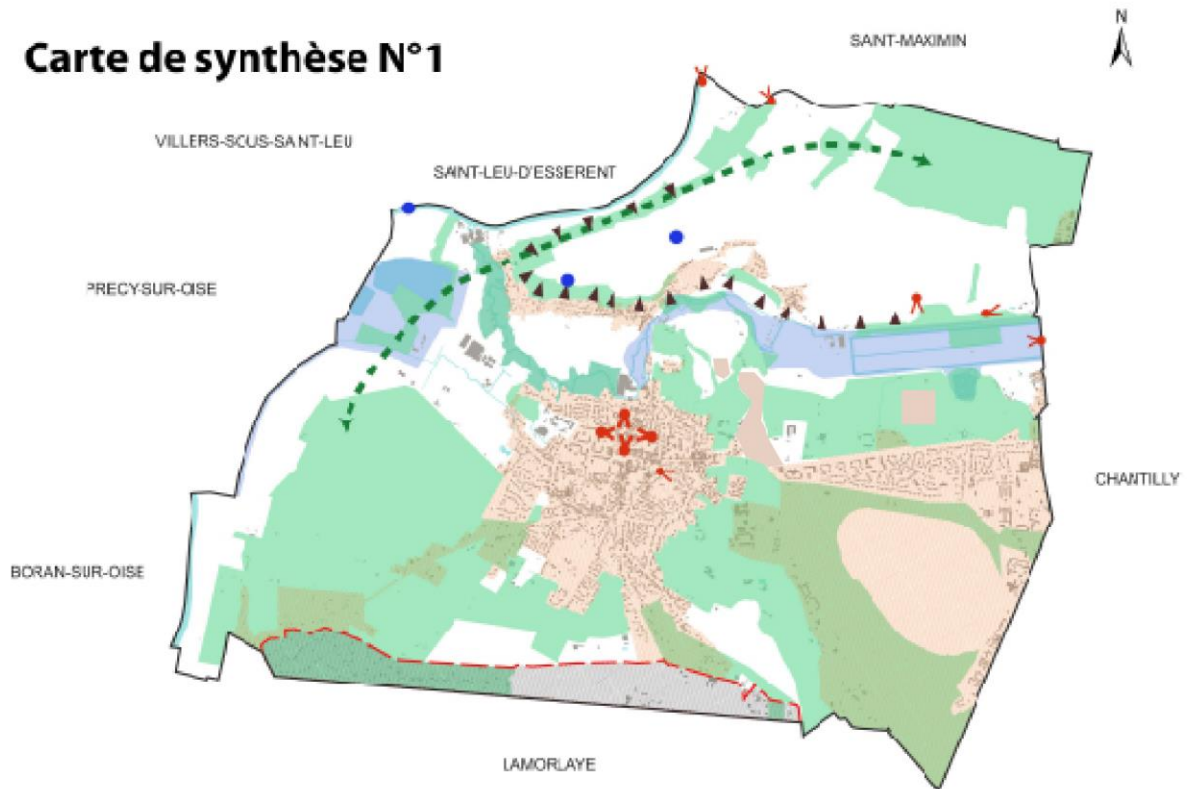 N
SAINT-MAXIMIN
Carte de synthèse N°1
VILLERS-SOUS-SAINT-LEU
SAINT-LEU-D'ESSERENT
PRECY-SUR-OISE
CHANTILLY
BORAN-SUR-OISE
LAMORLAYE